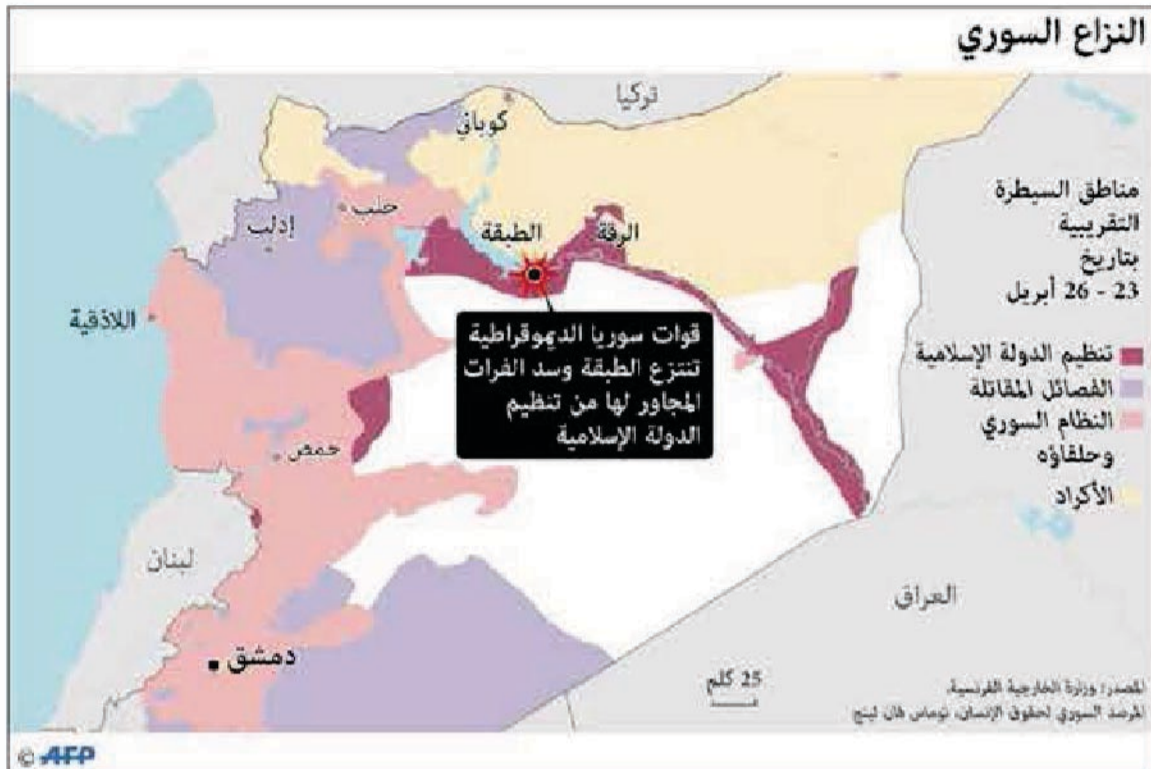 النزاع السوري
تركيا
كوباني
حلب
إدلب
الطبقة
الرقة
اللاذقية
حمص
لبنان
دمشق
العراق
قوات سوريا الديموقراطية
تنتزع الطبقة وسد الفرات
المجاور لها من تنظيم
الدولة الإسلامية
مناطق السيطرة
التقريبية
بتاريخ
23 - 26 أبريل
تنظيم الدولة الإسلامية
الفصائل المقاتلة
النظام السوري
وحلفاؤه
الأكراد
25 كلم
المصدر: وزارة الخارجية الفرنسية،
المرصد السوري لحقوق الإنسان، توماس فان لينج
© AFP